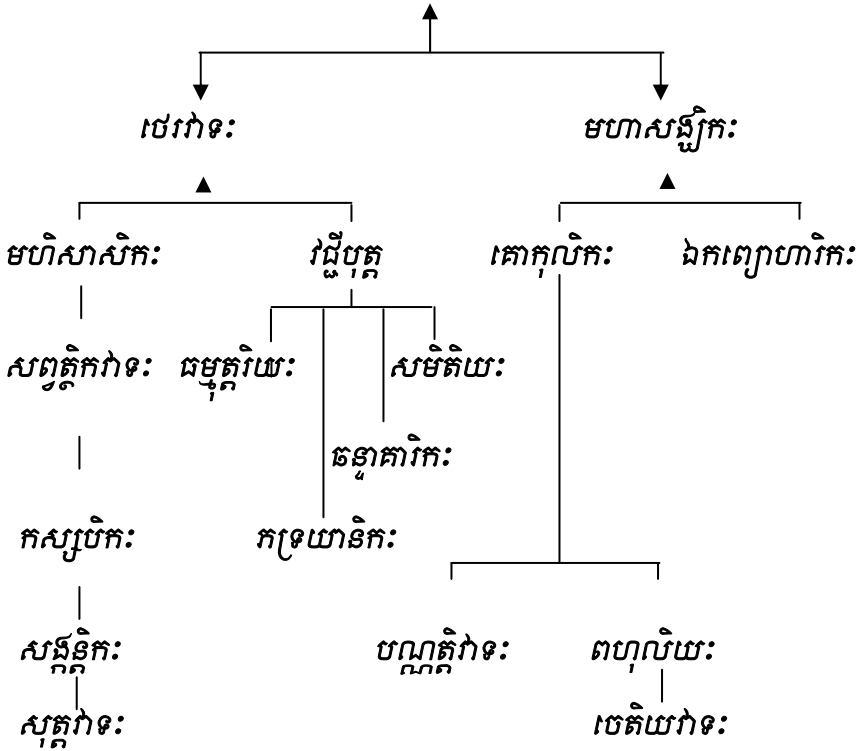 ថេរវាទៈ មហាសង្ឃិកៈ
មហិសាសិកៈ វជ្ជីបុត្ត គោកុលិកៈ ឯកព្យោហារិកៈ
សព្វត្ថិកវាទៈ ធម្មុត្តរិយៈ សមិតិយៈ
ឆន្ទាគារិកៈ
កស្សបិកៈ ភទ្រយានិកៈ
សង្កន្តិកៈ បណ្ណត្តិវាទៈ ពហុលិយៈ
សុត្តវាទៈ ចេតិយវាទៈ